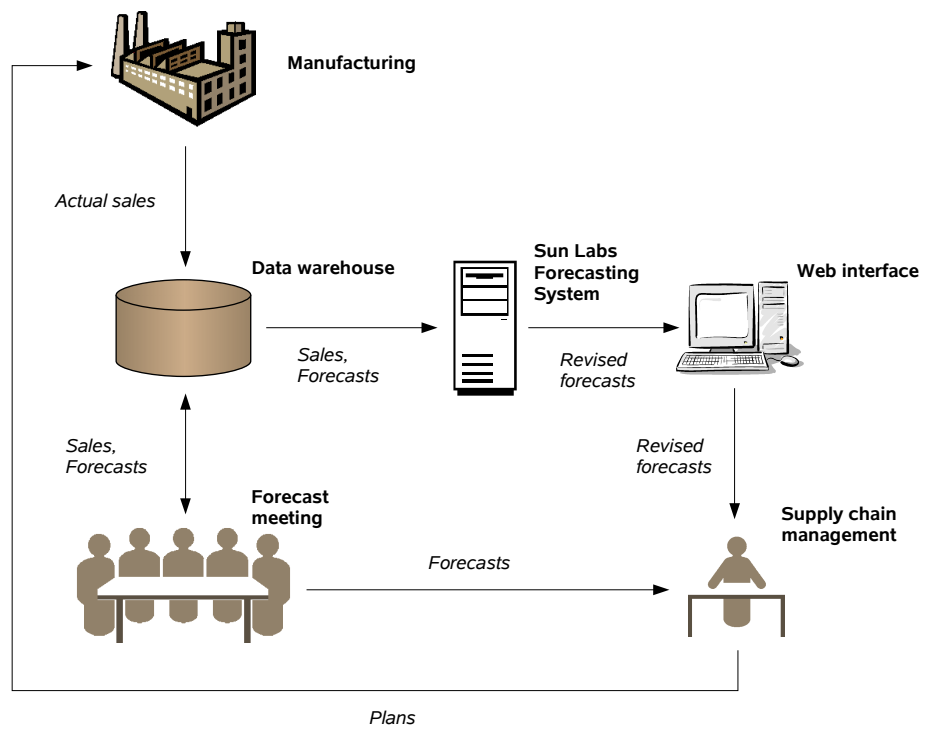 Manufacturing
Actual sales
Data warehouse
Sun Labs
Forecasting
System
Web interface
Sales,
Forecasts
Revised
forecasts
Sales,
Forecasts
Revised
forecasts
Forecast
meeting
Supply chain
management
Forecasts
Plans